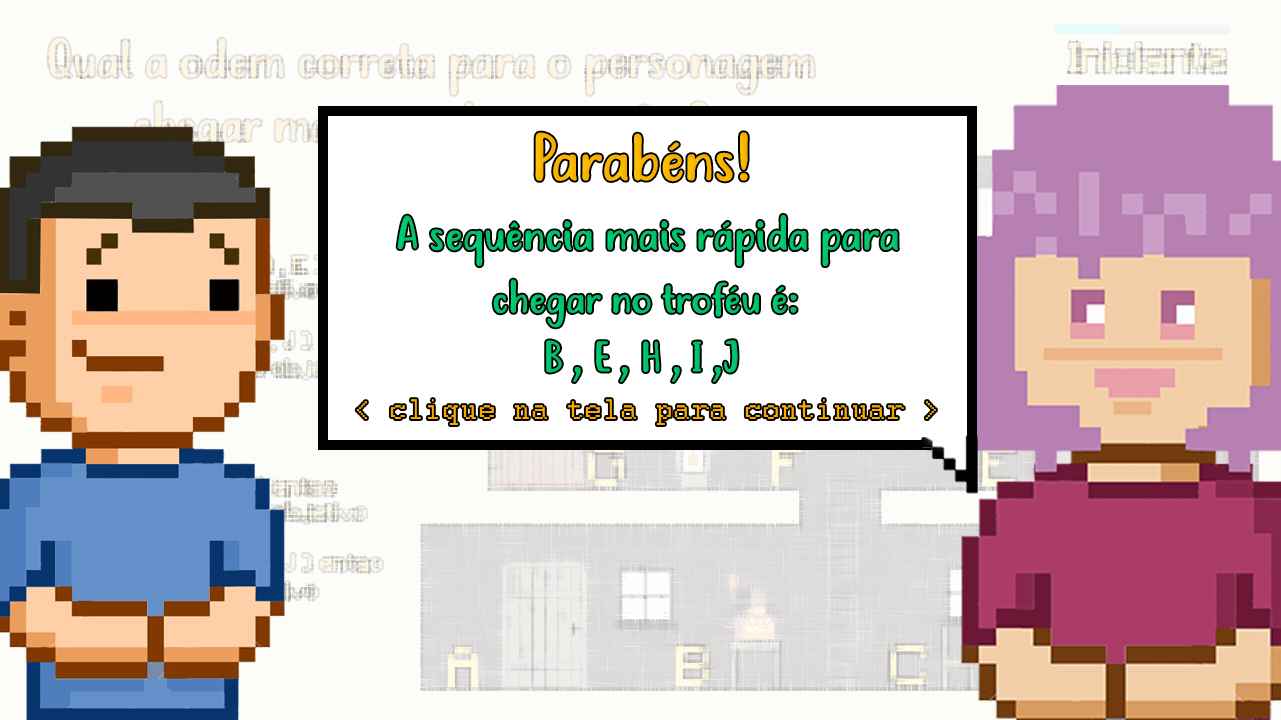 Qual a odem correta para o personagem
Iniciante
chegar
Parabéns!
A sequência mais rápida para
chegar no troféu é:
B , E , H , I ,J
< clique na tela para continuar >
G F E
A B C